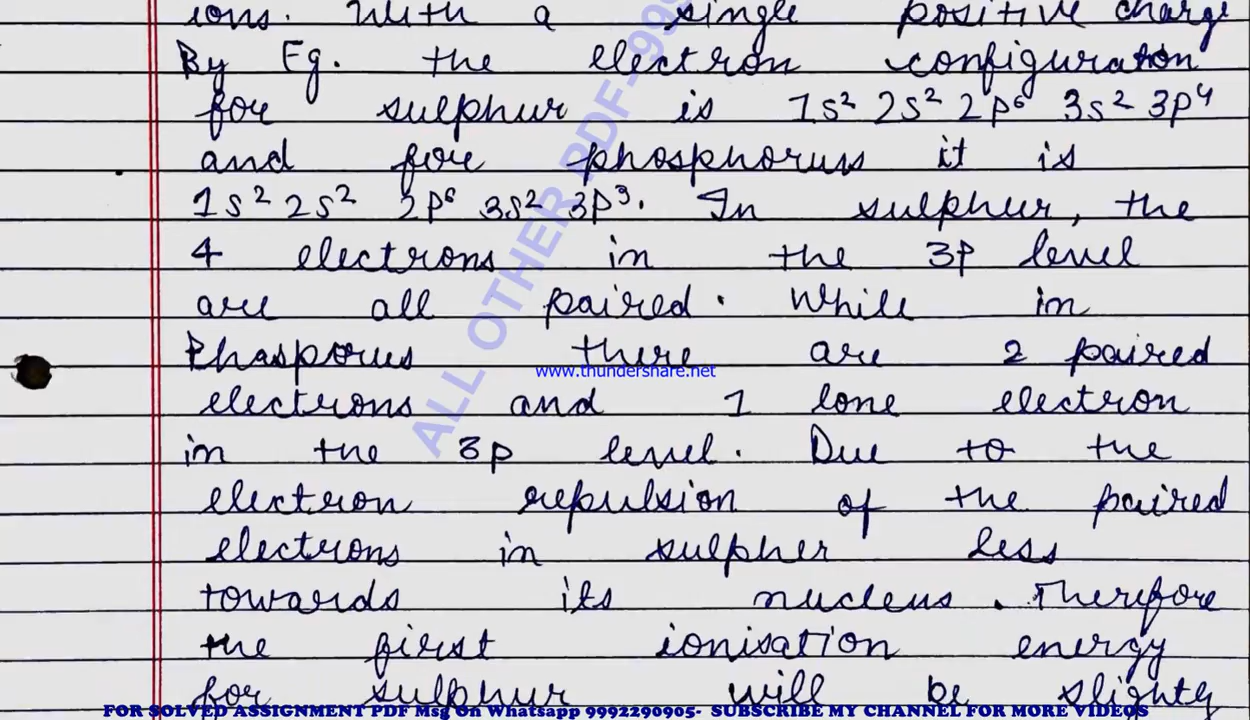 ions. With a single positive charge
By Eg. the electron configuraton
for sulphur is 1s² 2s² 2p⁶ 3s² 3p⁴
and for phosphoruss it is
1s² 2s² 2p⁶ 3s² 3p³. In sulphur, the
4 electrons in the 3p level
are all paired. While in
Phasporus there are 2 paired
www.thundershare.net
electrons and 1 lone electron
in the 3p level. Due to the
electron repulsion of the paired
electrons in sulpher less
towards its nucleus. Therefore
the first ionisation energy
for sulphur will be slighty
ALL OTHER PDF-999
FOR SOLVED ASSIGNMENT PDF Msg On Whatsapp 9992290905- SUBSCRIBE MY CHANNEL FOR MORE VIDEOS